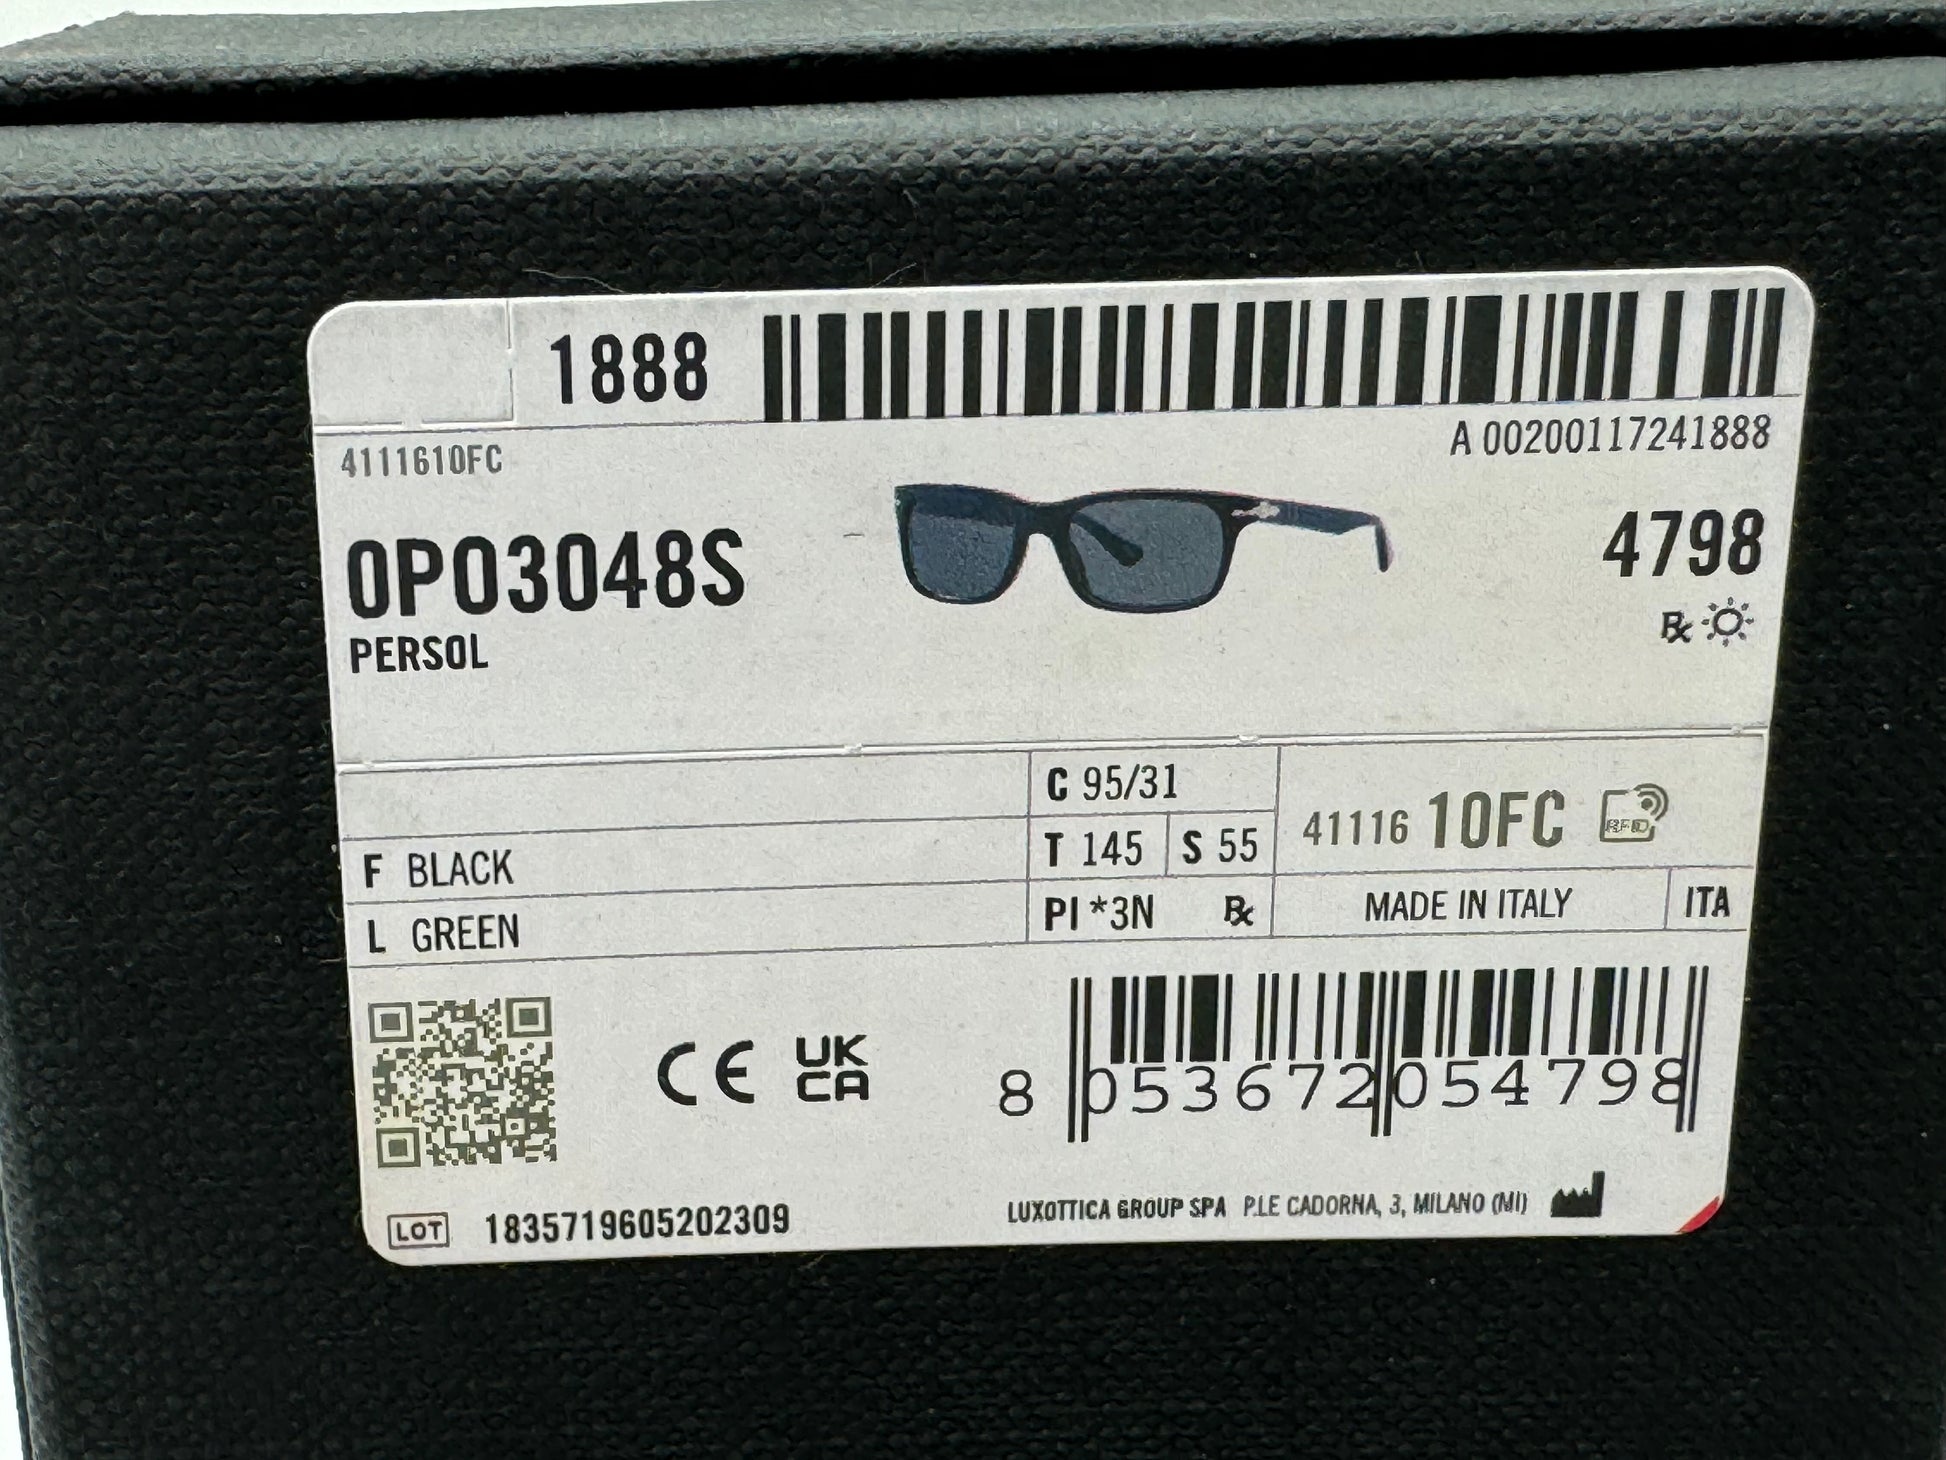 1888
A 00200117241888
4111610FC
0PO3048S
4798
PERSOL
℞
C 95/31
F BLACK
T 145
S 55
41116 10FC
RFID
L GREEN
PI *3N ℞
MADE IN ITALY
ITA
CE
UK
CA
8 053672 054798
LOT 1835719605202309
LUXOTTICA GROUP SPA P.LE CADORNA, 3, MILANO (MI)